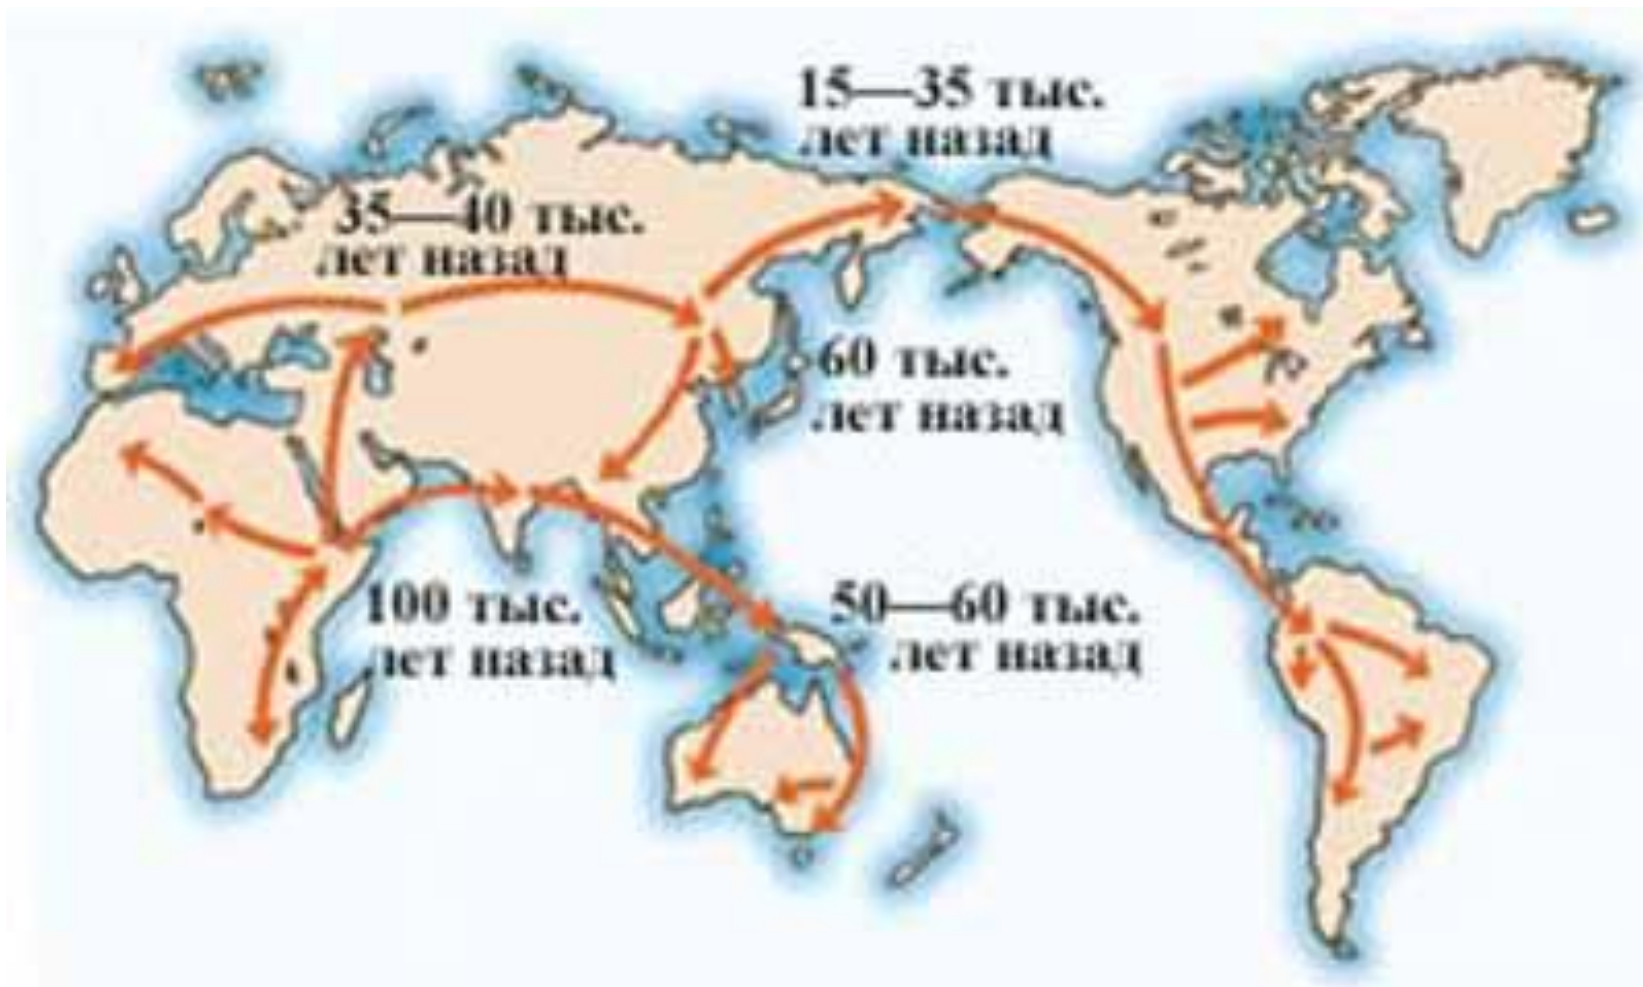 15—35 тыс.
лет назад
35—40 тыс.
лет назад
60 тыс.
лет назад
100 тыс.
лет назад
50—60 тыс.
лет назад